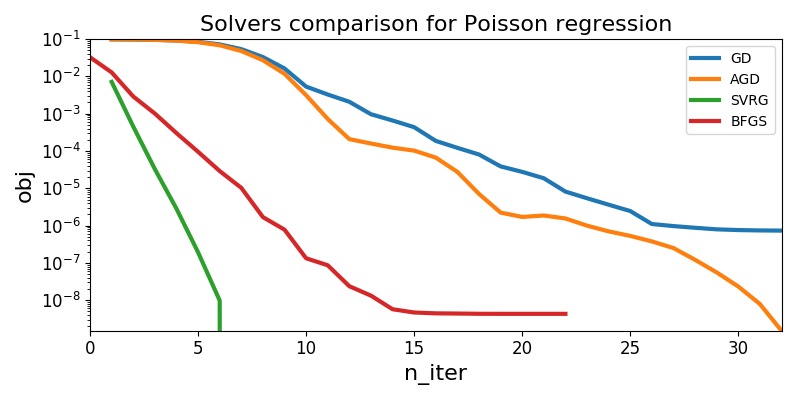 Solvers comparison for Poisson regression
10⁻¹
10⁻²
10⁻³
10⁻⁴
10⁻⁵
10⁻⁶
10⁻⁷
10⁻⁸
obj
GD
AGD
SVRG
BFGS
0 5 10 15 20 25 30
n_iter